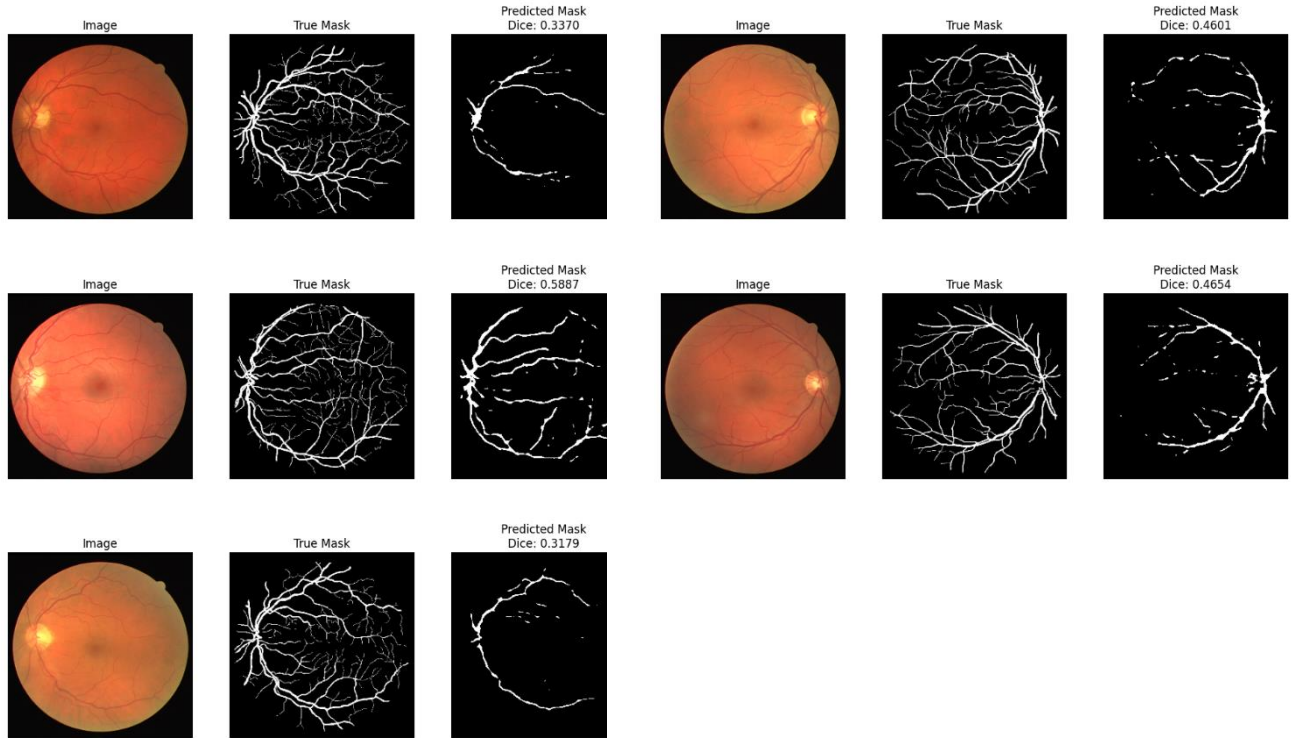 Image
True Mask
Predicted Mask
Dice: 0.3370
Image
True Mask
Predicted Mask
Dice: 0.4601
Image
True Mask
Predicted Mask
Dice: 0.5887
Image
True Mask
Predicted Mask
Dice: 0.4654
Image
True Mask
Predicted Mask
Dice: 0.3179